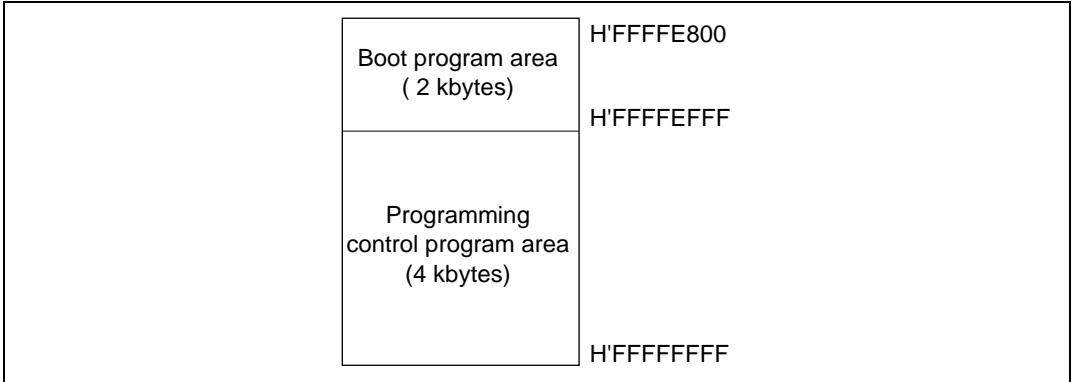 H'FFFFE800
Boot program area
( 2 kbytes)
H'FFFFEFFF
Programming
control program area
(4 kbytes)
H'FFFFFFFF